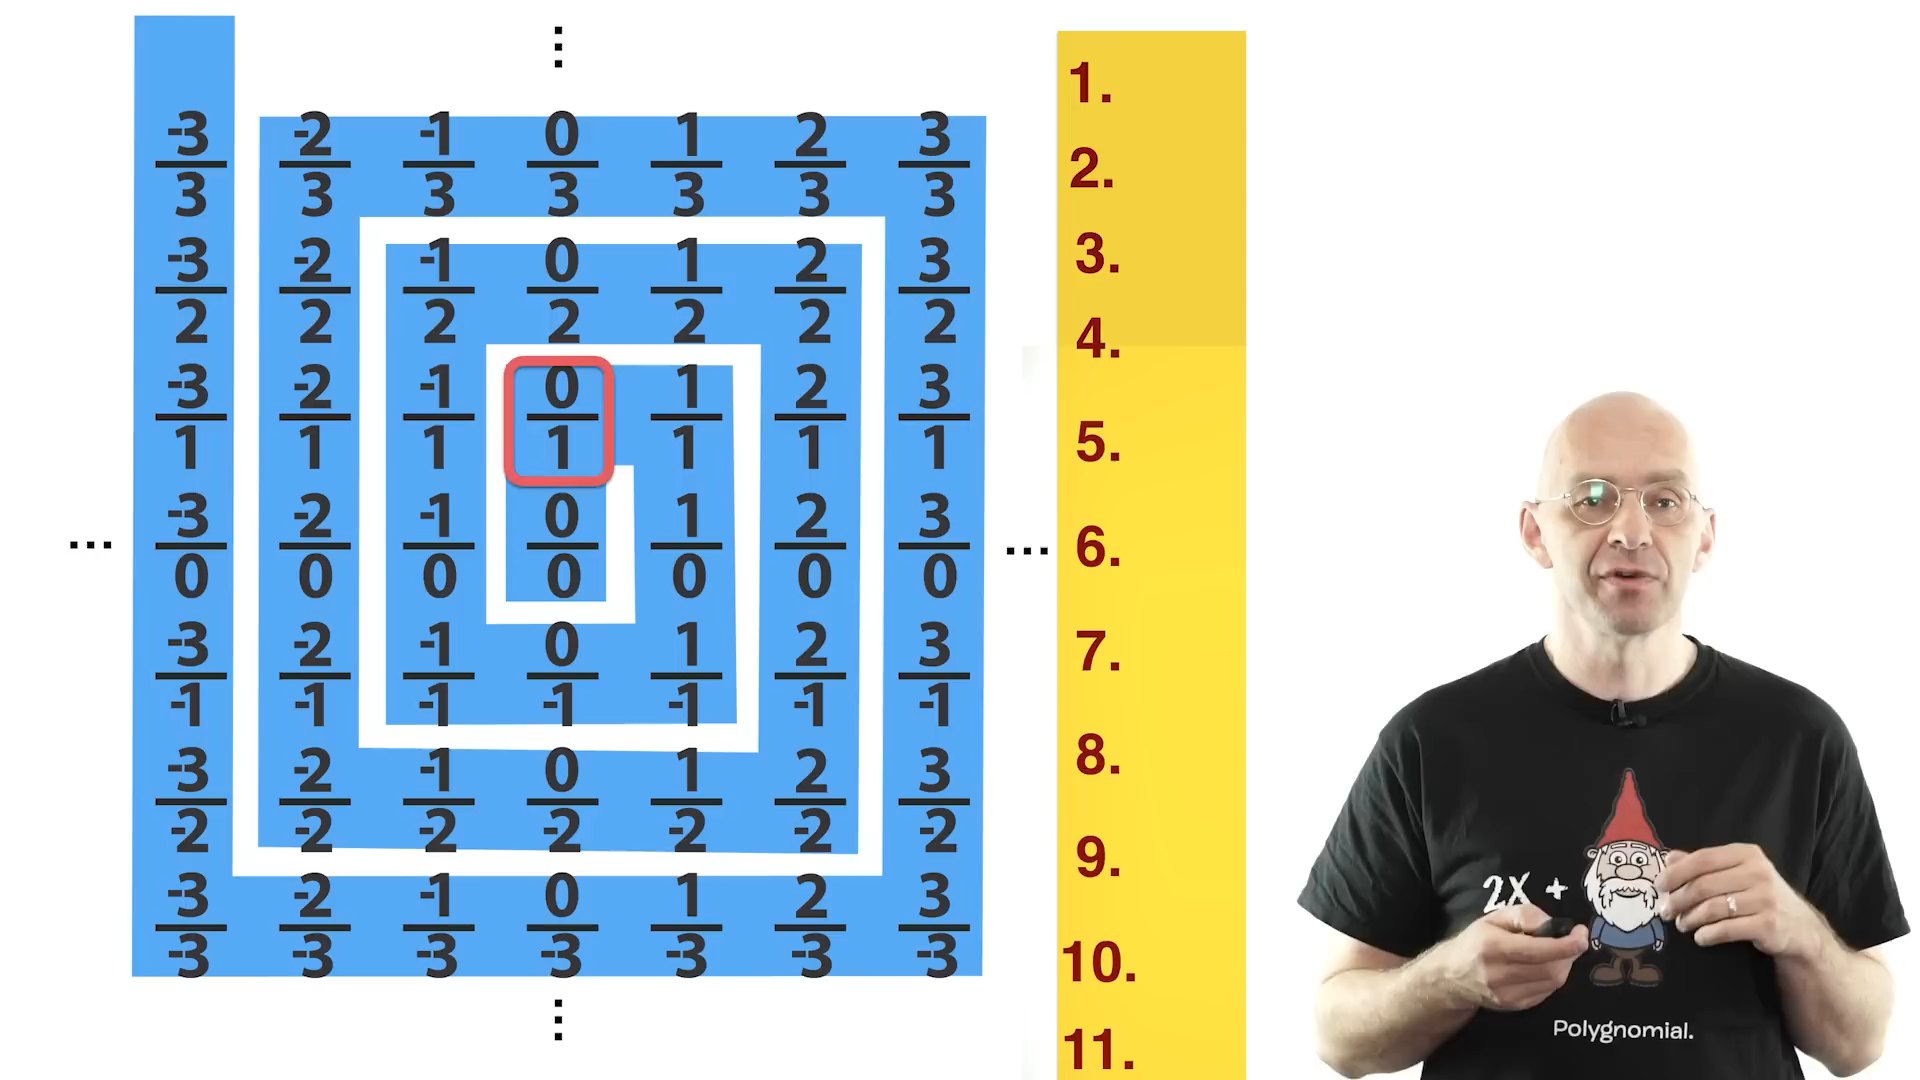 ⋮
-3/3 -2/3 -1/3 0/3 1/3 2/3 3/3
-3/2 -2/2 -1/2 0/2 1/2 2/2 3/2
-3/1 -2/1 -1/1 0/1 1/1 2/1 3/1
... -3/0 -2/0 -1/0 0/0 1/0 2/0 3/0 ...
-3/-1 -2/-1 -1/-1 0/-1 1/-1 2/-1 3/-1
-3/-2 -2/-2 -1/-2 0/-2 1/-2 2/-2 3/-2
-3/-3 -2/-3 -1/-3 0/-3 1/-3 2/-3 3/-3
⋮
1.
2.
3.
4.
5.
6.
7.
8.
9.
10.
11.
2X +
Polygnomial.